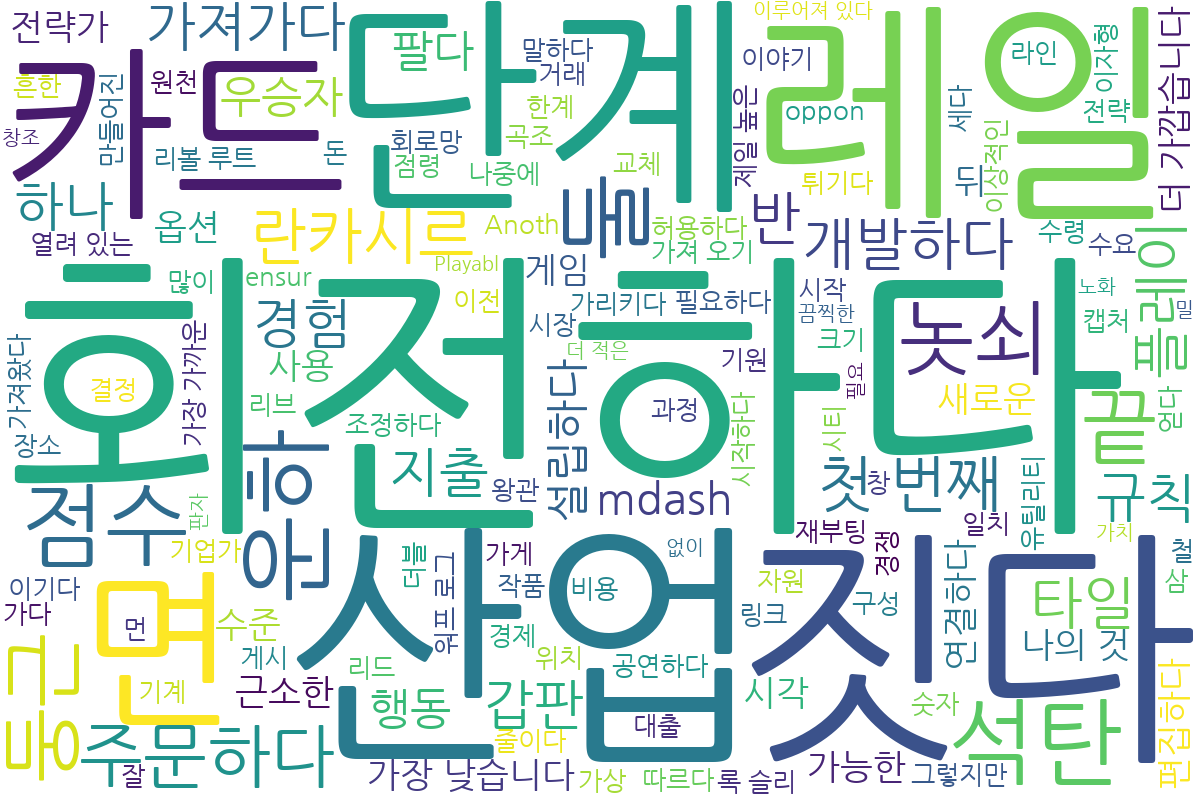 전략가
가져가다
단계
레일
이루어져 있다
더 가깝습니다
카드
흔한
원천
우승자
팔다
말하다
거래
이야기
라인
이자형
창조
만들어진
리볼 루트
돈
회로망
한계
곡조
oppon
전략
세다
제일 높은
점령
나중에
교체
튀기다
뒤
이상적인
하나
옵션
란카시르
Anoth
둘
허용하다
가져 오기
반
개발하다
수령
수요
열려 있는
많이
ensur
Playabl
게임
가리키다
필요하다
시작
노화
밀
플레이
회전하다
경험
이전
시장
더 적은
끔찍한
크기
캡처
기원
돗쇠
가져왔다
가장 가까운
결정
사용
리브
조정하다
과정
필요
새로운
끝
얻다
장소
지출
왕관
설립하다
시작하다
시티
첫 번째
창
유틸리티
규칙
점수
판자
운하
mdash
기업가
재부팅
일치
가치
더블
워프 로그
가게
작품
없이
비용
경쟁
철
삼
이기다
가다
먼
면
산업
짓다
자원
링크
구성
연결하다
타일
나의 것
수준
게시
경제
위치
공연하다
리드
둥근
기계
근소한
행동
갑판
대출
시각
숫자
석탄
편집하다
주문하다
잘
줄이다
가장 낮습니다
가상
따르다
록 슬리
가능한
그렇지만